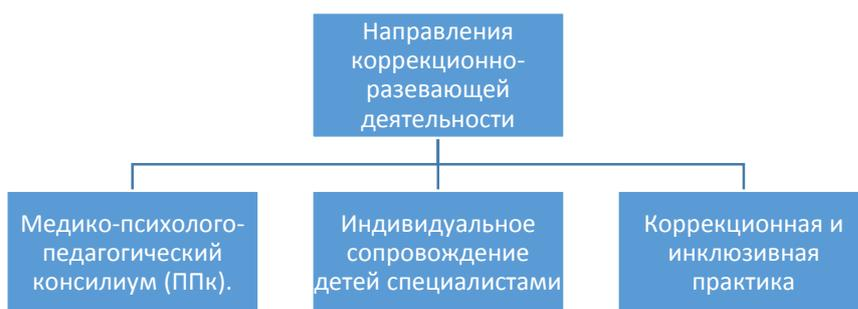 Направления
коррекционно-
разевающей
деятельности
Медико-психолого-
педагогический
консилиум (ППк).
Индивидуальное
сопровождение
детей специалистами
Коррекционная и
инклюзивная
практика